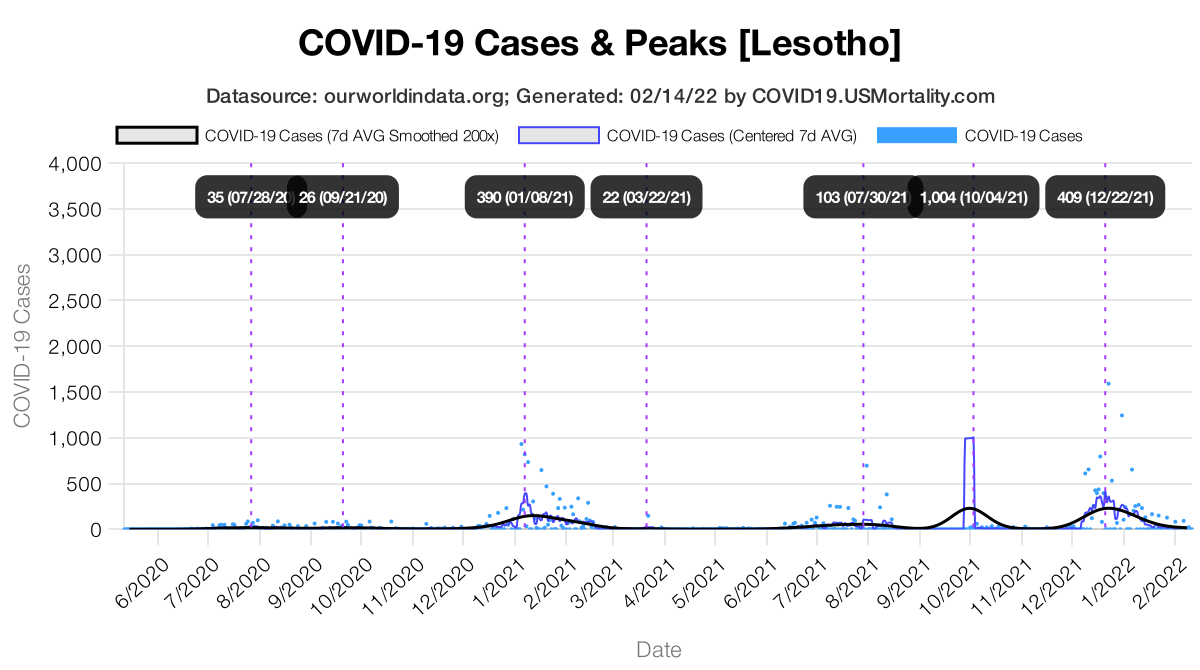 COVID-19 Cases & Peaks [Lesotho]
Datasource: ourworldindata.org; Generated: 02/14/22 by COVID19.USMortality.com
COVID-19 Cases (7d AVG Smoothed 200x) COVID-19 Cases (Centered 7d AVG) COVID-19 Cases
4,000
35 (07/28/20) 26 (09/21/20) 390 (01/08/21) 22 (03/22/21) 103 (07/30/21 1,004 (10/04/21) 409 (12/22/21)
3,500
3,000
2,500
2,000
1,500
1,000
500
0
COVID-19 Cases
6/2020 7/2020 8/2020 9/2020 10/2020 11/2020 12/2020 1/2021 2/2021 3/2021 4/2021 5/2021 6/2021 7/2021 8/2021 9/2021 10/2021 11/2021 12/2021 1/2022 2/2022
Date